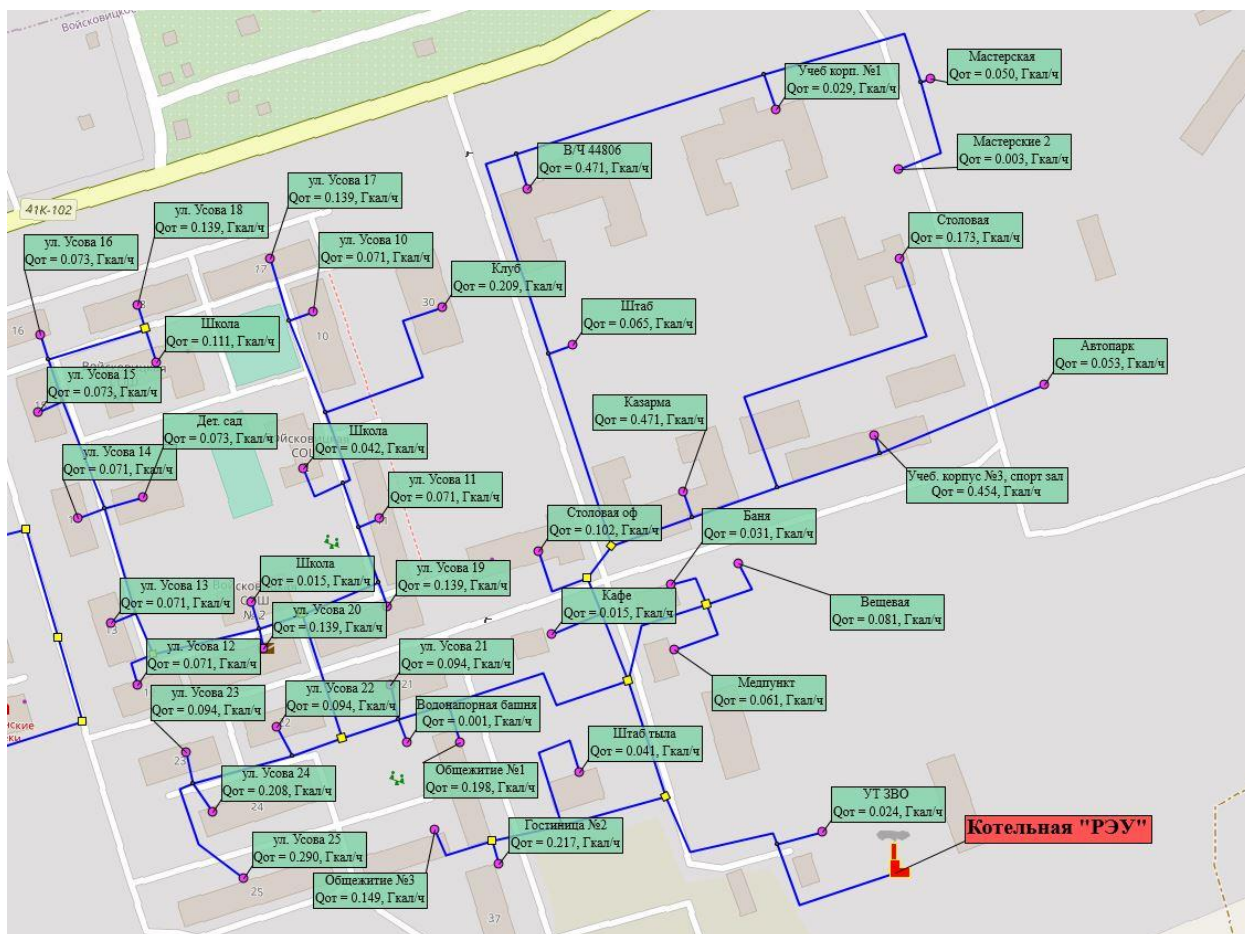 Войсковицкое
Мастерская
Qот = 0.050, Гкал/ч
Учеб корп. №1
Qот = 0.029, Гкал/ч
В/Ч 44806
Qот = 0.471, Гкал/ч
Мастерские 2
Qот = 0.003, Гкал/ч
ул. Усова 17
Qот = 0.139, Гкал/ч
41К-102
ул. Усова 18
Qот = 0.139, Гкал/ч
Столовая
Qот = 0.173, Гкал/ч
ул. Усова 16
Qот = 0.073, Гкал/ч
ул. Усова 10
Qот = 0.071, Гкал/ч
17
Клуб
Qот = 0.209, Гкал/ч
30
16
10
Школа
Qот = 0.111, Гкал/ч
Штаб
Qот = 0.065, Гкал/ч
Автопарк
Qот = 0.053, Гкал/ч
ул. Усова 15
Qот = 0.073, Гкал/ч
Казарма
Qот = 0.471, Гкал/ч
Дет. сад
Qот = 0.073, Гкал/ч
Школа
Qот = 0.042, Гкал/ч
ул. Усова 14
Qот = 0.071, Гкал/ч
Учеб. корпус №3, спорт зал
Qот = 0.454, Гкал/ч
ул. Усова 11
Qот = 0.071, Гкал/ч
Столовая оф
Qот = 0.102, Гкал/ч
Баня
Qот = 0.031, Гкал/ч
Школа
Qот = 0.015, Гкал/ч
ул. Усова 19
Qот = 0.139, Гкал/ч
ул. Усова 13
Qот = 0.071, Гкал/ч
Кафе
Qот = 0.015, Гкал/ч
Вещевая
Qот = 0.081, Гкал/ч
13
№2
ул. Усова 20
Qот = 0.139, Гкал/ч
ул. Усова 12
Qот = 0.071, Гкал/ч
ул. Усова 21
Qот = 0.094, Гкал/ч
Медпункт
Qот = 0.061, Гкал/ч
21
ул. Усова 23
Qот = 0.094, Гкал/ч
ул. Усова 22
Qот = 0.094, Гкал/ч
Водонапорная башня
Qот = 0.001, Гкал/ч
22
Штаб тыла
Qот = 0.041, Гкал/ч
23
Общежитие №1
Qот = 0.198, Гкал/ч
ул. Усова 24
Qот = 0.208, Гкал/ч
24
УТ ЗВО
Qот = 0.024, Гкал/ч
Гостиница №2
Qот = 0.217, Гкал/ч
Котельная "РЭУ"
ул. Усова 25
Qот = 0.290, Гкал/ч
Общежитие №3
Qот = 0.149, Гкал/ч
25
37